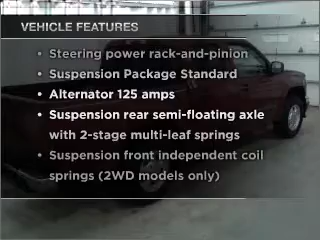 VEHICLE FEATURES
• Steering power rack-and-pinion
• Suspension Package Standard
• Alternator 125 amps
• Suspension rear semi-floating axle
with 2-stage multi-leaf springs
• Suspension front independent coil
springs (2WD models only)